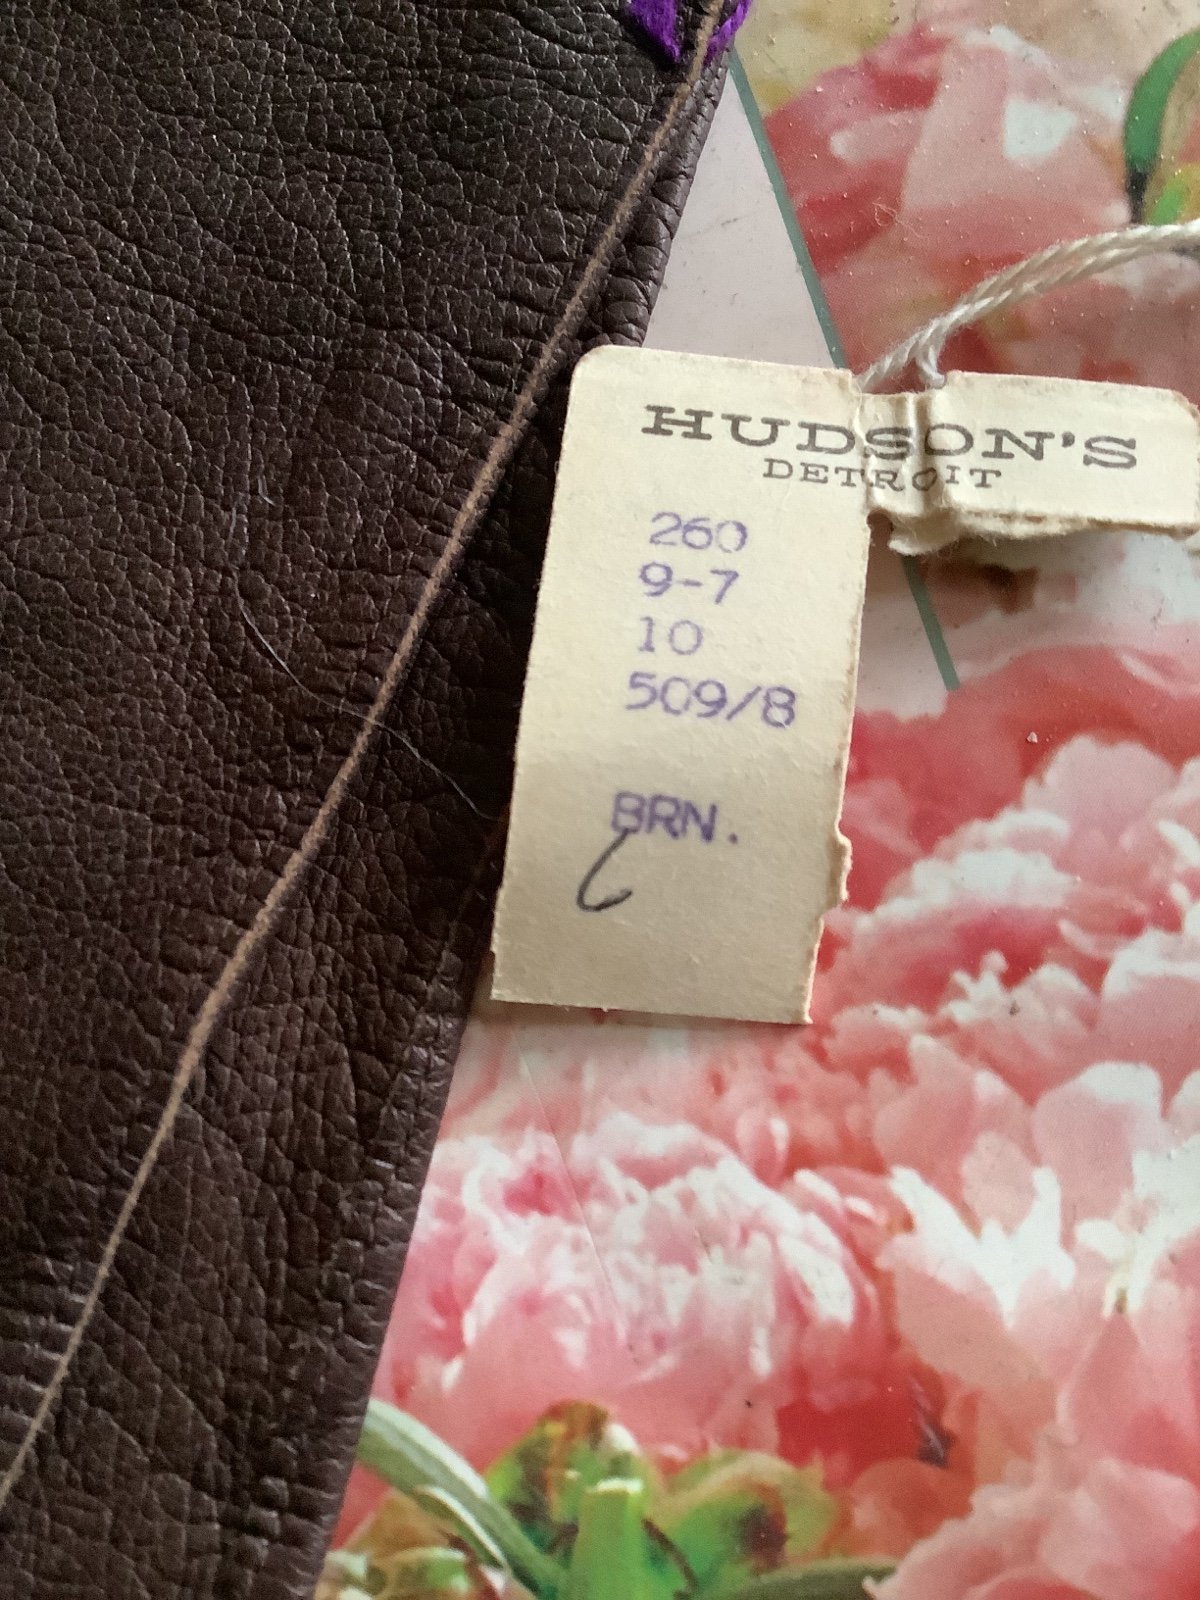 HUDSON'S
DETROIT
260
9-7
10
509/8
BRN.